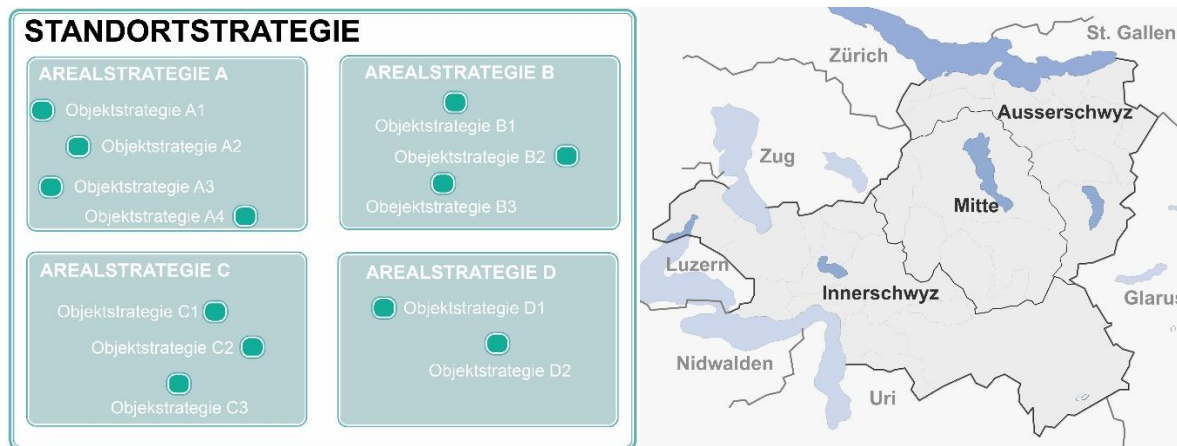 STANDORTSTRATEGIE
AREALSTRATEGIE A
Objektstrategie A1
Objektstrategie A2
Objektstrategie A3
Objektstrategie A4
AREALSTRATEGIE B
Objektstrategie B1
Obejektstrategie B2
Obejektstrategie B3
AREALSTRATEGIE C
Objektstrategie C1
Objektstrategie C2
Objekstrategie C3
AREALSTRATEGIE D
Objektstrategie D1
Objektstrategie D2
St. Gallen
Zürich
Ausserschwyz
Zug
Mitte
Luzern
Innerschwyz
Glarus
Nidwalden
Uri